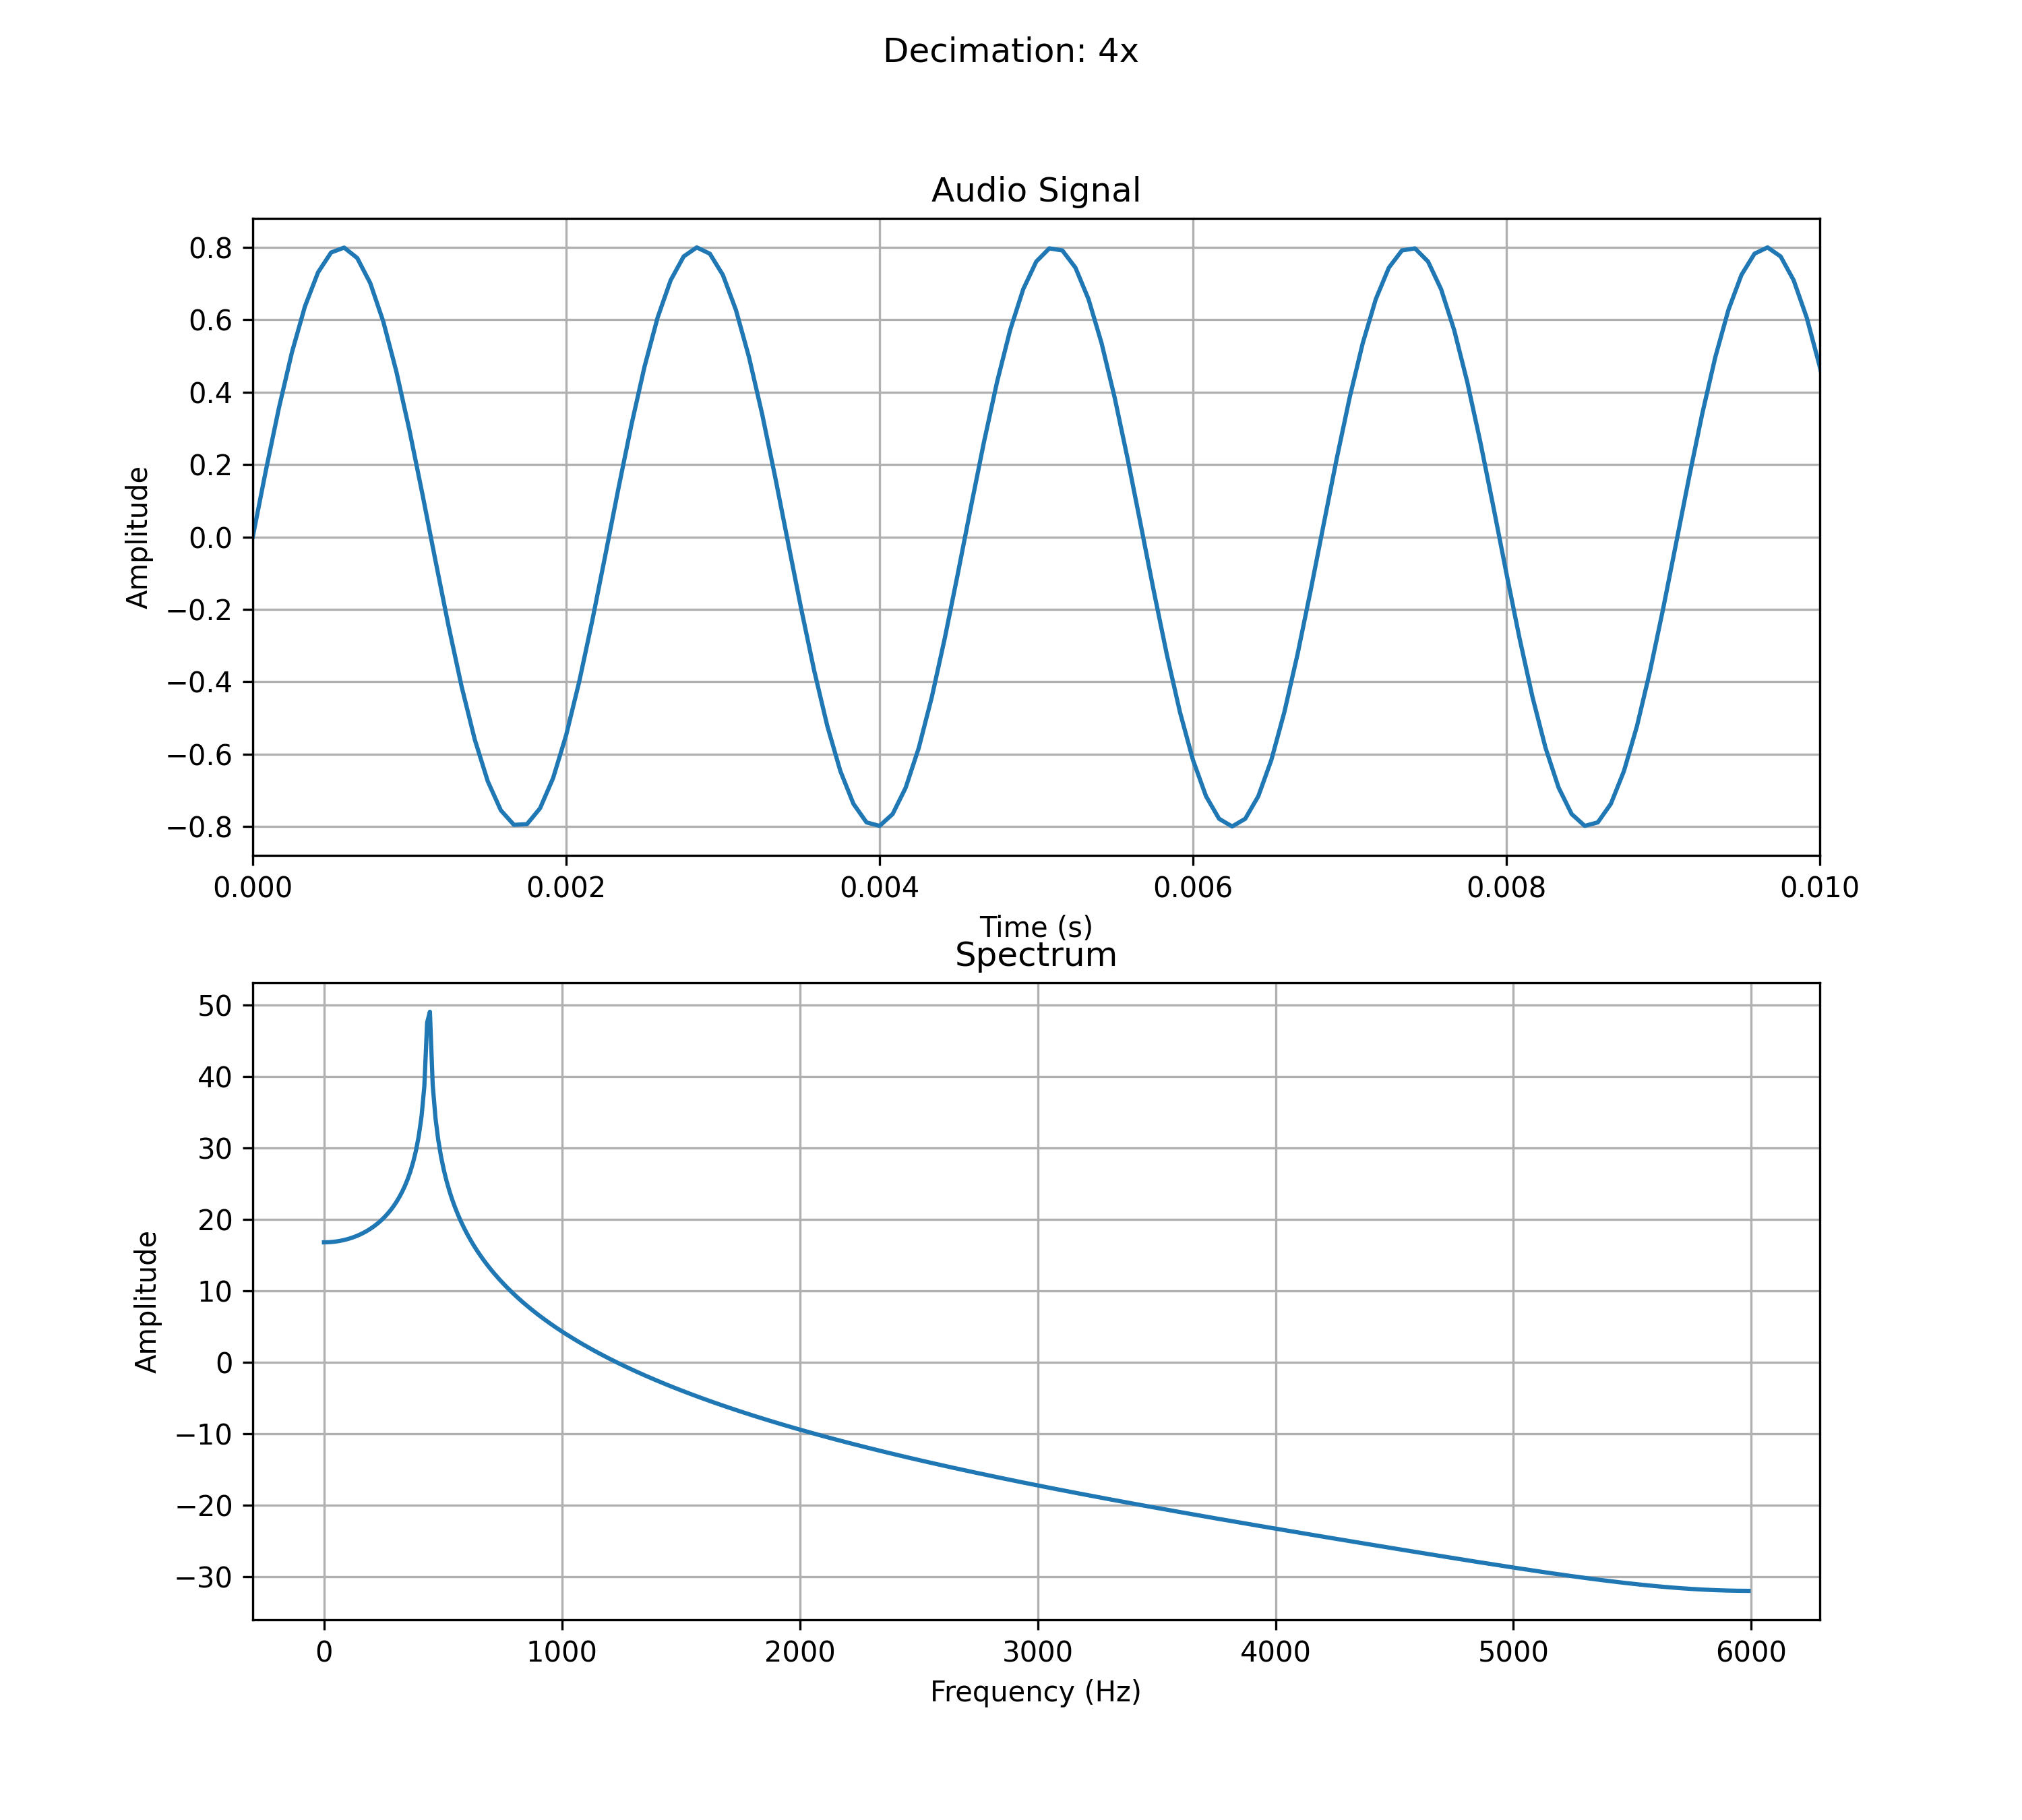 Decimation: 4x
Audio Signal
0.8
0.6
0.4
0.2
0.0
−0.2
−0.4
−0.6
−0.8
Amplitude
0.000 0.002 0.004 0.006 0.008 0.010
Time (s)
Spectrum
50
40
30
20
10
0
−10
−20
−30
Amplitude
0 1000 2000 3000 4000 5000 6000
Frequency (Hz)